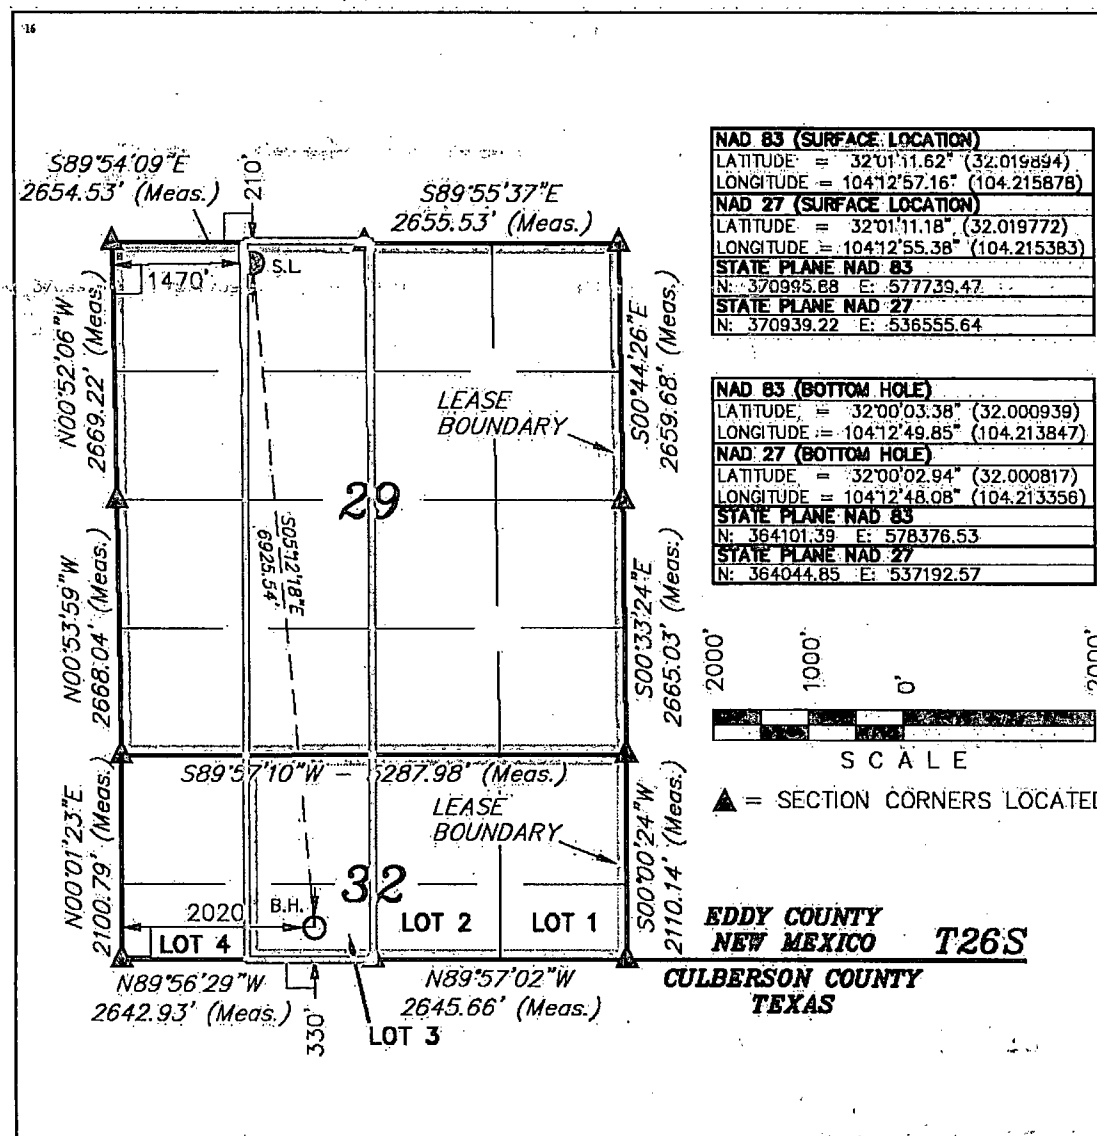 16
S89°54'09"E
2654.53' (Meas.)
210'
S89°55'37"E
2655.53' (Meas.)
1470'
S.L.
N00°52'06"W
2669.22' (Meas.)
S00°44'26"E
2659.68' (Meas.)
LEASE
BOUNDARY
29
S05°12'18"E
6925.54'
N00°53'59"W
2668.04' (Meas.)
S00°33'24"E
2665.03' (Meas.)
S89°57'10"W – 5287.98' (Meas.)
LEASE
BOUNDARY
N00°01'23"E
2100.79' (Meas.)
S00°00'24"W
2110.14' (Meas.)
32
2020
B.H.
LOT 4
LOT 2
LOT 1
N89°56'29"W
2642.93' (Meas.)
N89°57'02"W
2645.66' (Meas.)
330'
LOT 3
NAD 83 (SURFACE LOCATION)
LATITUDE = 32°01'11.62" (32.019894)
LONGITUDE = 104°12'57.16" (104.215878)
NAD 27 (SURFACE LOCATION)
LATITUDE = 32°01'11.18" (32.019772)
LONGITUDE = 104°12'55.38" (104.215383)
STATE PLANE NAD 83
N: 370995.88 E: 577739.47
STATE PLANE NAD 27
N: 370939.22 E: 536555.64
NAD 83 (BOTTOM HOLE)
LATITUDE = 32°00'03.38" (32.000939)
LONGITUDE = 104°12'49.85" (104.213847)
NAD 27 (BOTTOM HOLE)
LATITUDE = 32°00'02.94" (32.000817)
LONGITUDE = 104°12'48.08" (104.213356)
STATE PLANE NAD 83
N: 364101.39 E: 578376.53
STATE PLANE NAD 27
N: 364044.85 E: 537192.57
2000'
1000'
0'
2000'
SCALE
= SECTION CORNERS LOCATED
EDDY COUNTY
NEW MEXICO
T26S
CULBERSON COUNTY
TEXAS